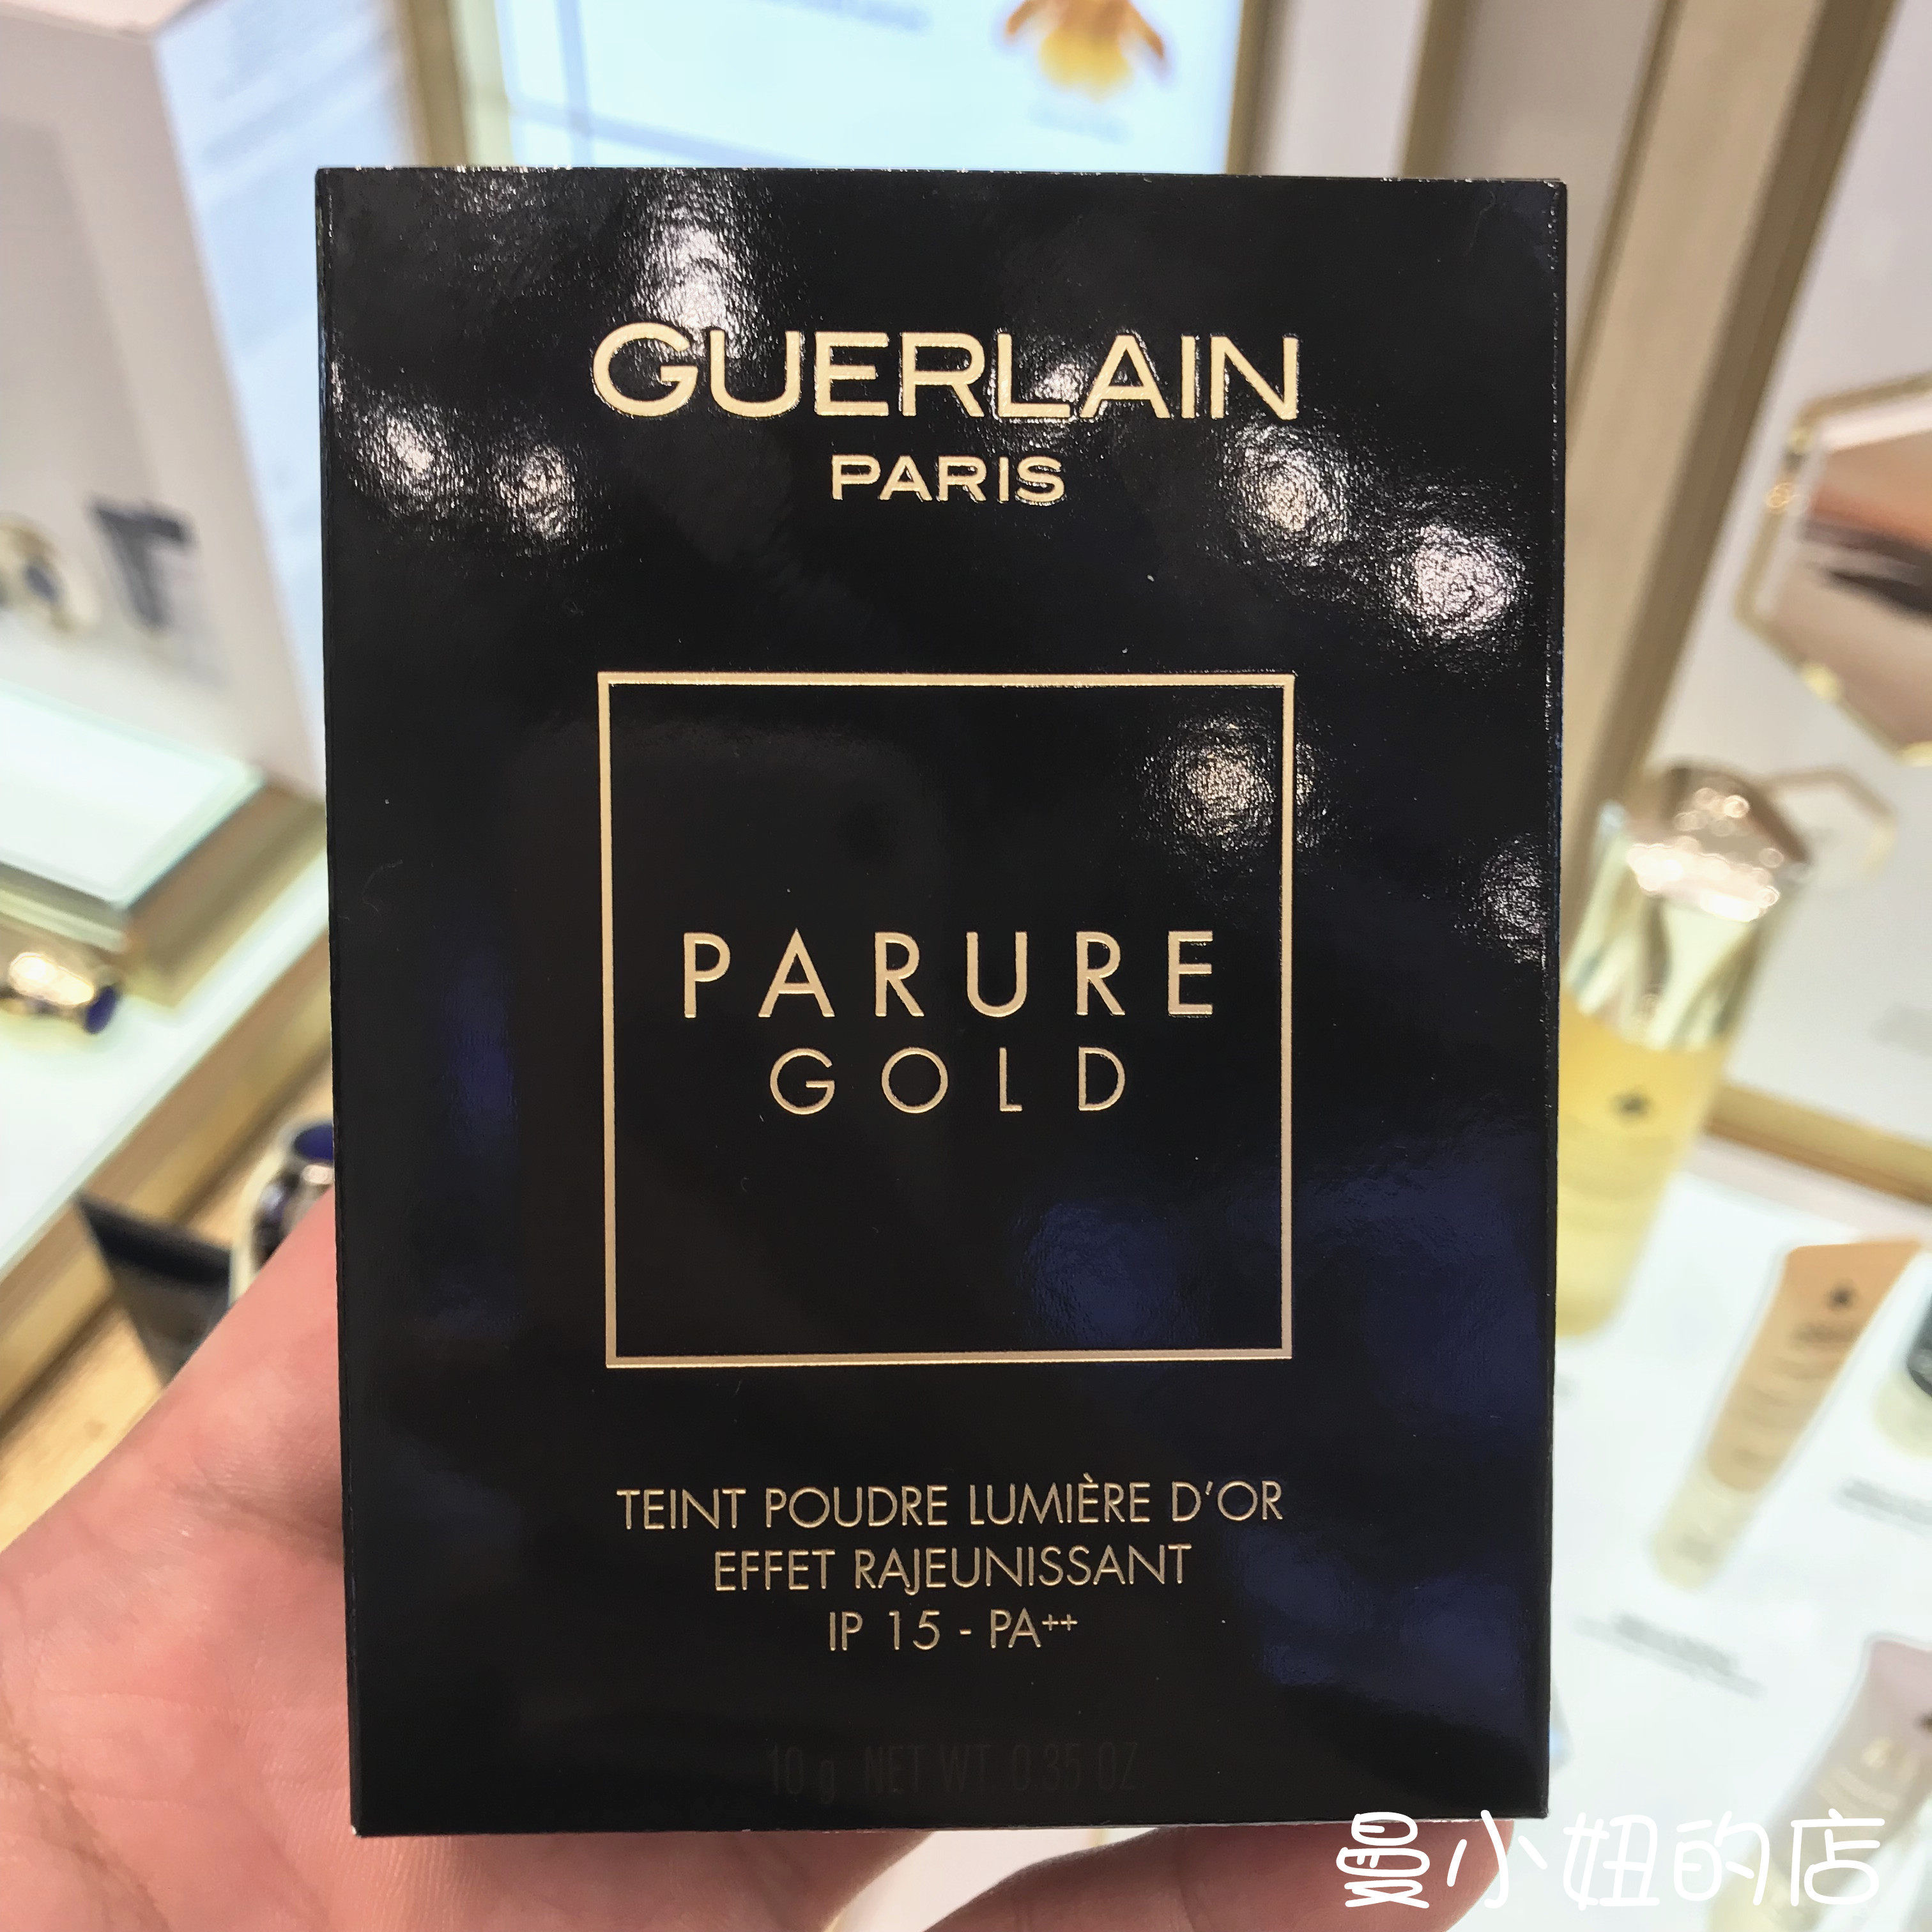 GUERLAIN
PARIS
PARURE
GOLD
TEINT POUDRE LUMIÈRE D'OR
EFFET RAJEUNISSANT
IP 15 - PA++
10 g NET WT. 0.35 OZ
曼小妞的店